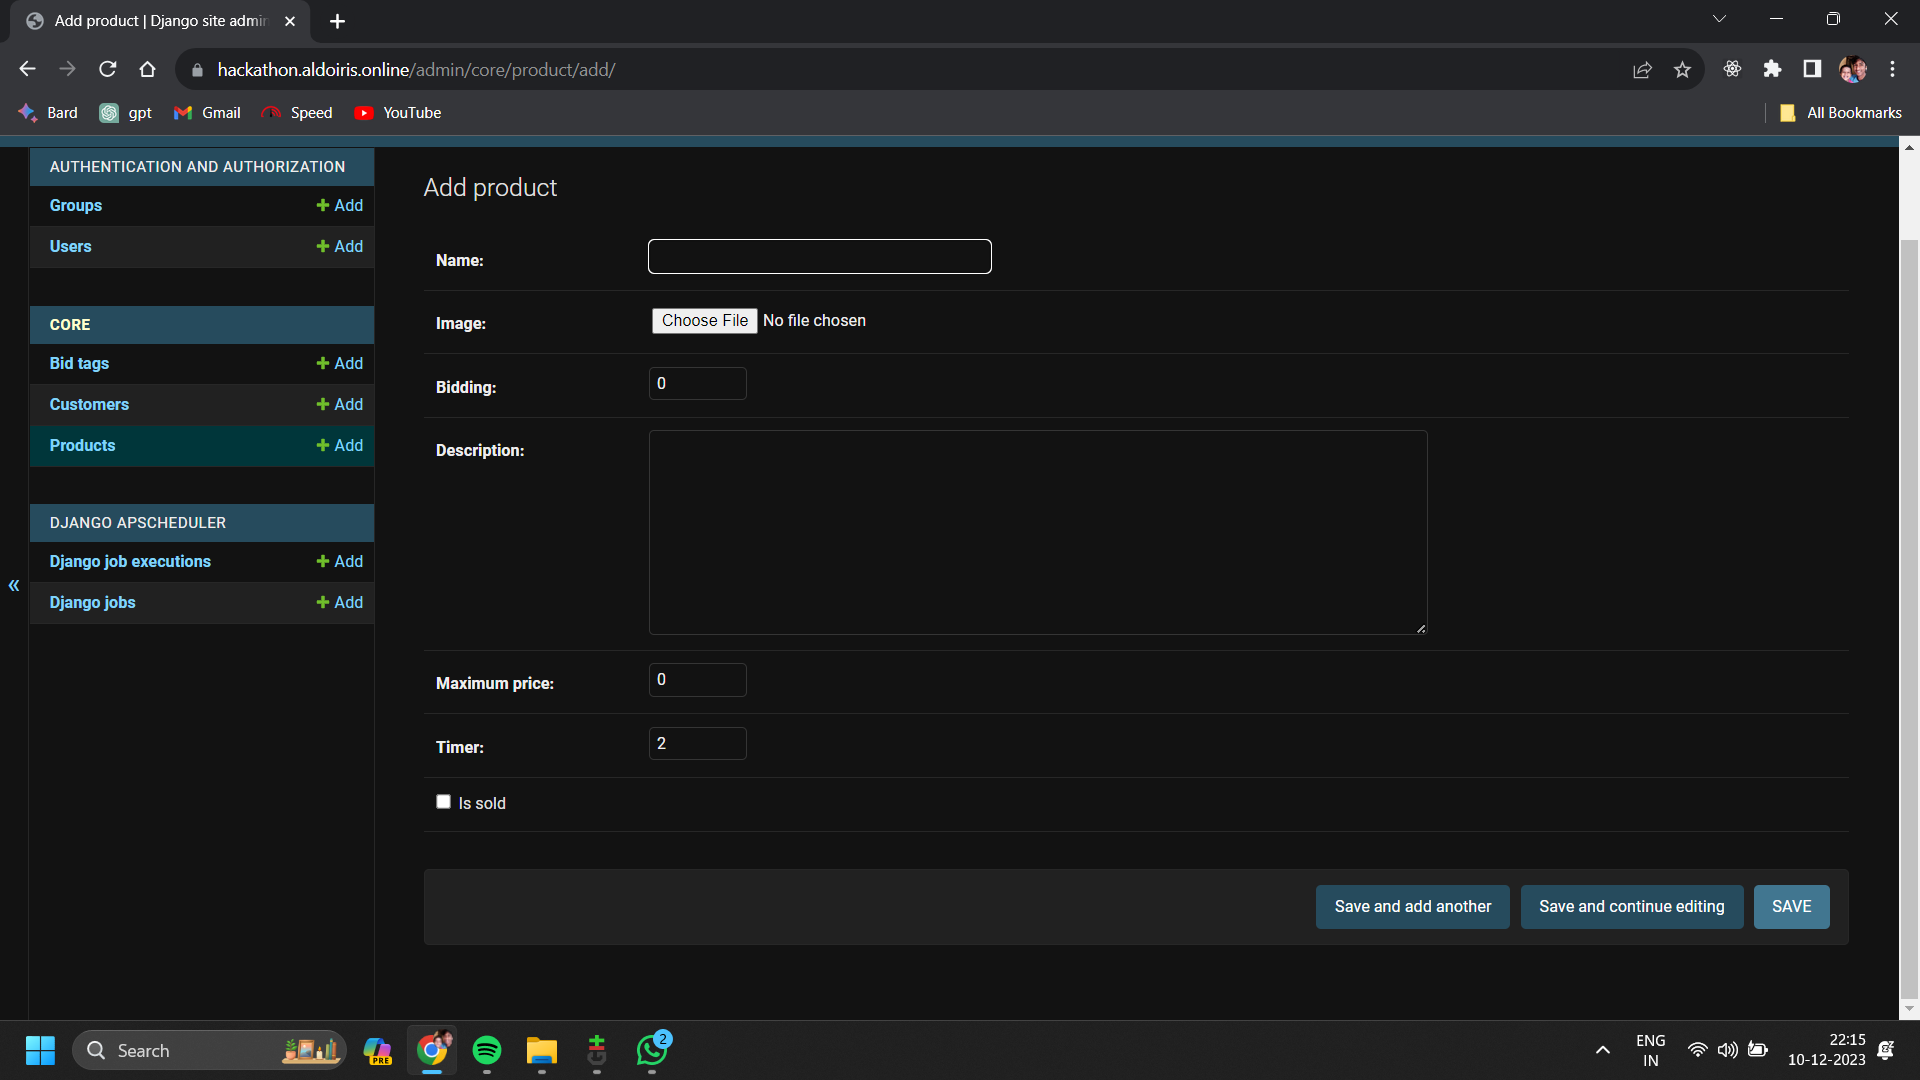 Add product | Django site admin
hackathon.aldoiris.online/admin/core/product/add/
Bard
gpt
Gmail
Speed
YouTube
All Bookmarks
AUTHENTICATION AND AUTHORIZATION
Groups
Add
Users
Add
CORE
Bid tags
Add
Customers
Add
Products
Add
DJANGO APSCHEDULER
Django job executions
Add
Django jobs
Add
«
Add product
Name:
Image:
Choose File No file chosen
Bidding:
0
Description:
Maximum price:
0
Timer:
2
Is sold
Save and add another
Save and continue editing
SAVE
Search
PRE
2
ENG
IN
22:15
10-12-2023